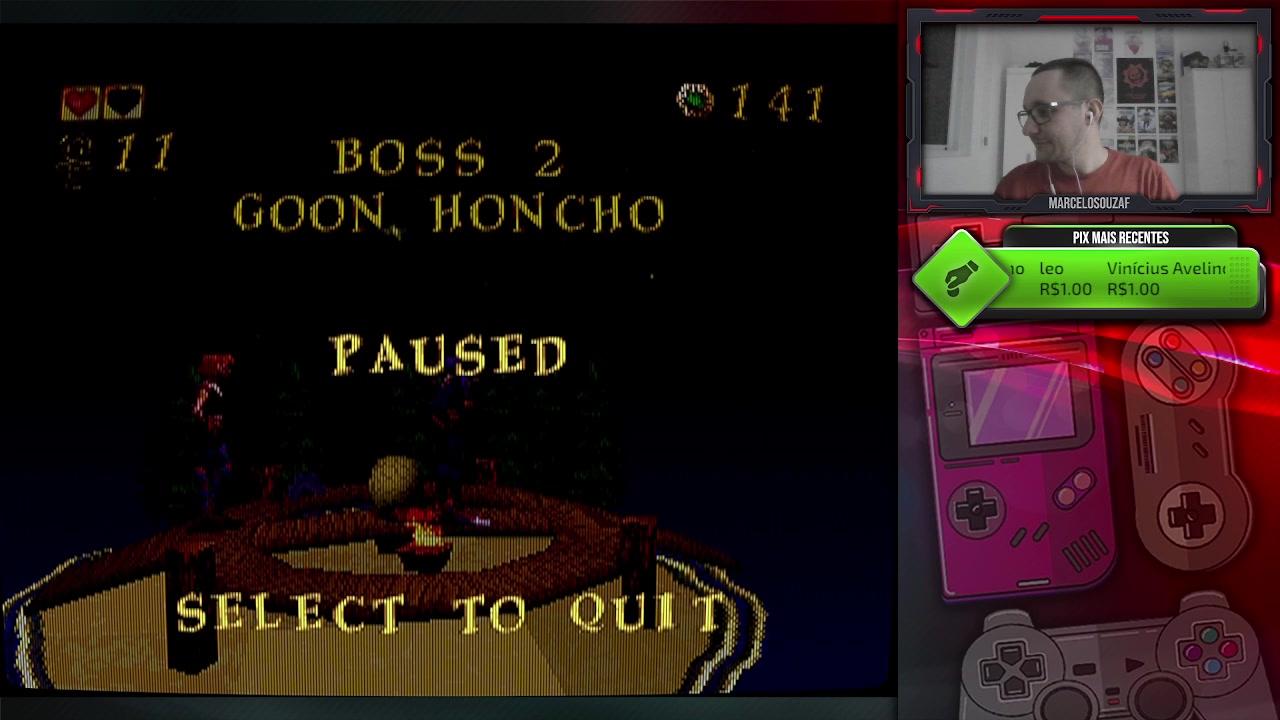 141
11
BOSS 2
GOON, HONCHO
PAUSED
SELECT TO QUIT
MARCELOSOUZAF
PIX MAIS RECENTES
leo Vinícius Avelin
R$1.00 R$1.00